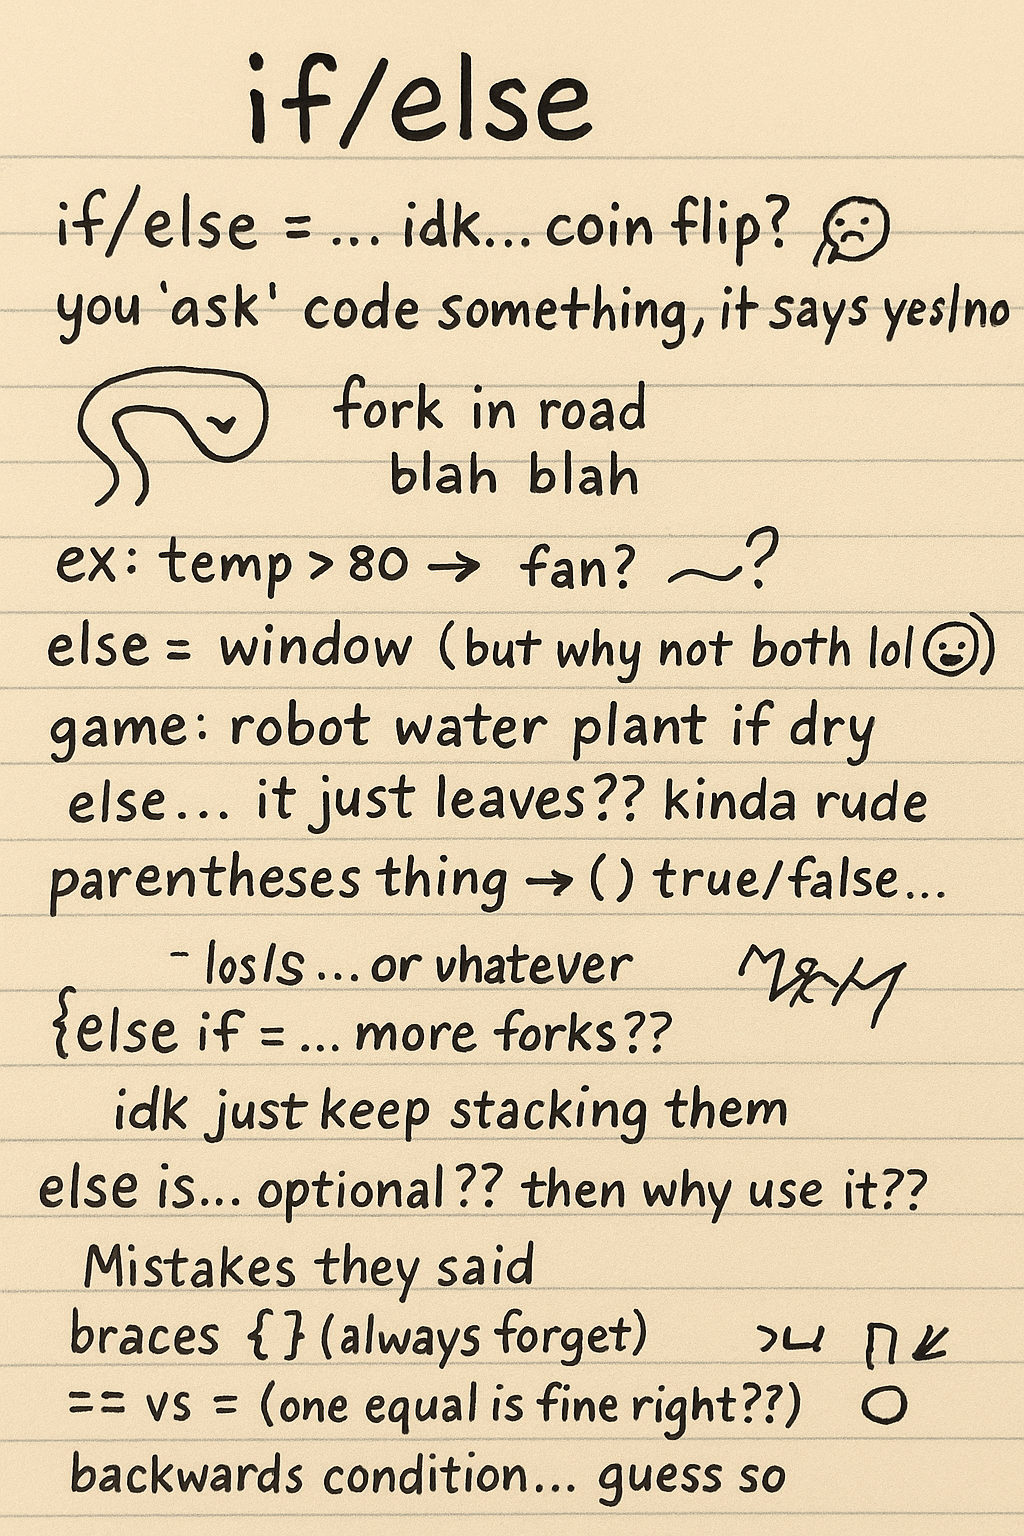 if/else
if/else = ... idk... coin flip?
you 'ask' code something, it says yes/no
fork in road
blah blah
ex: temp > 80 → fan? ~?
else = window (but why not both lol)
game: robot water plant if dry
else... it just leaves?? kinda rude
parentheses thing → () true/false...
- los/s ... or vhatever
{else if = ... more forks??
idk just keep stacking them
else is... optional?? then why use it??
Mistakes they said
braces { } (always forget)
== vs = (one equal is fine right??)
backwards condition... guess so